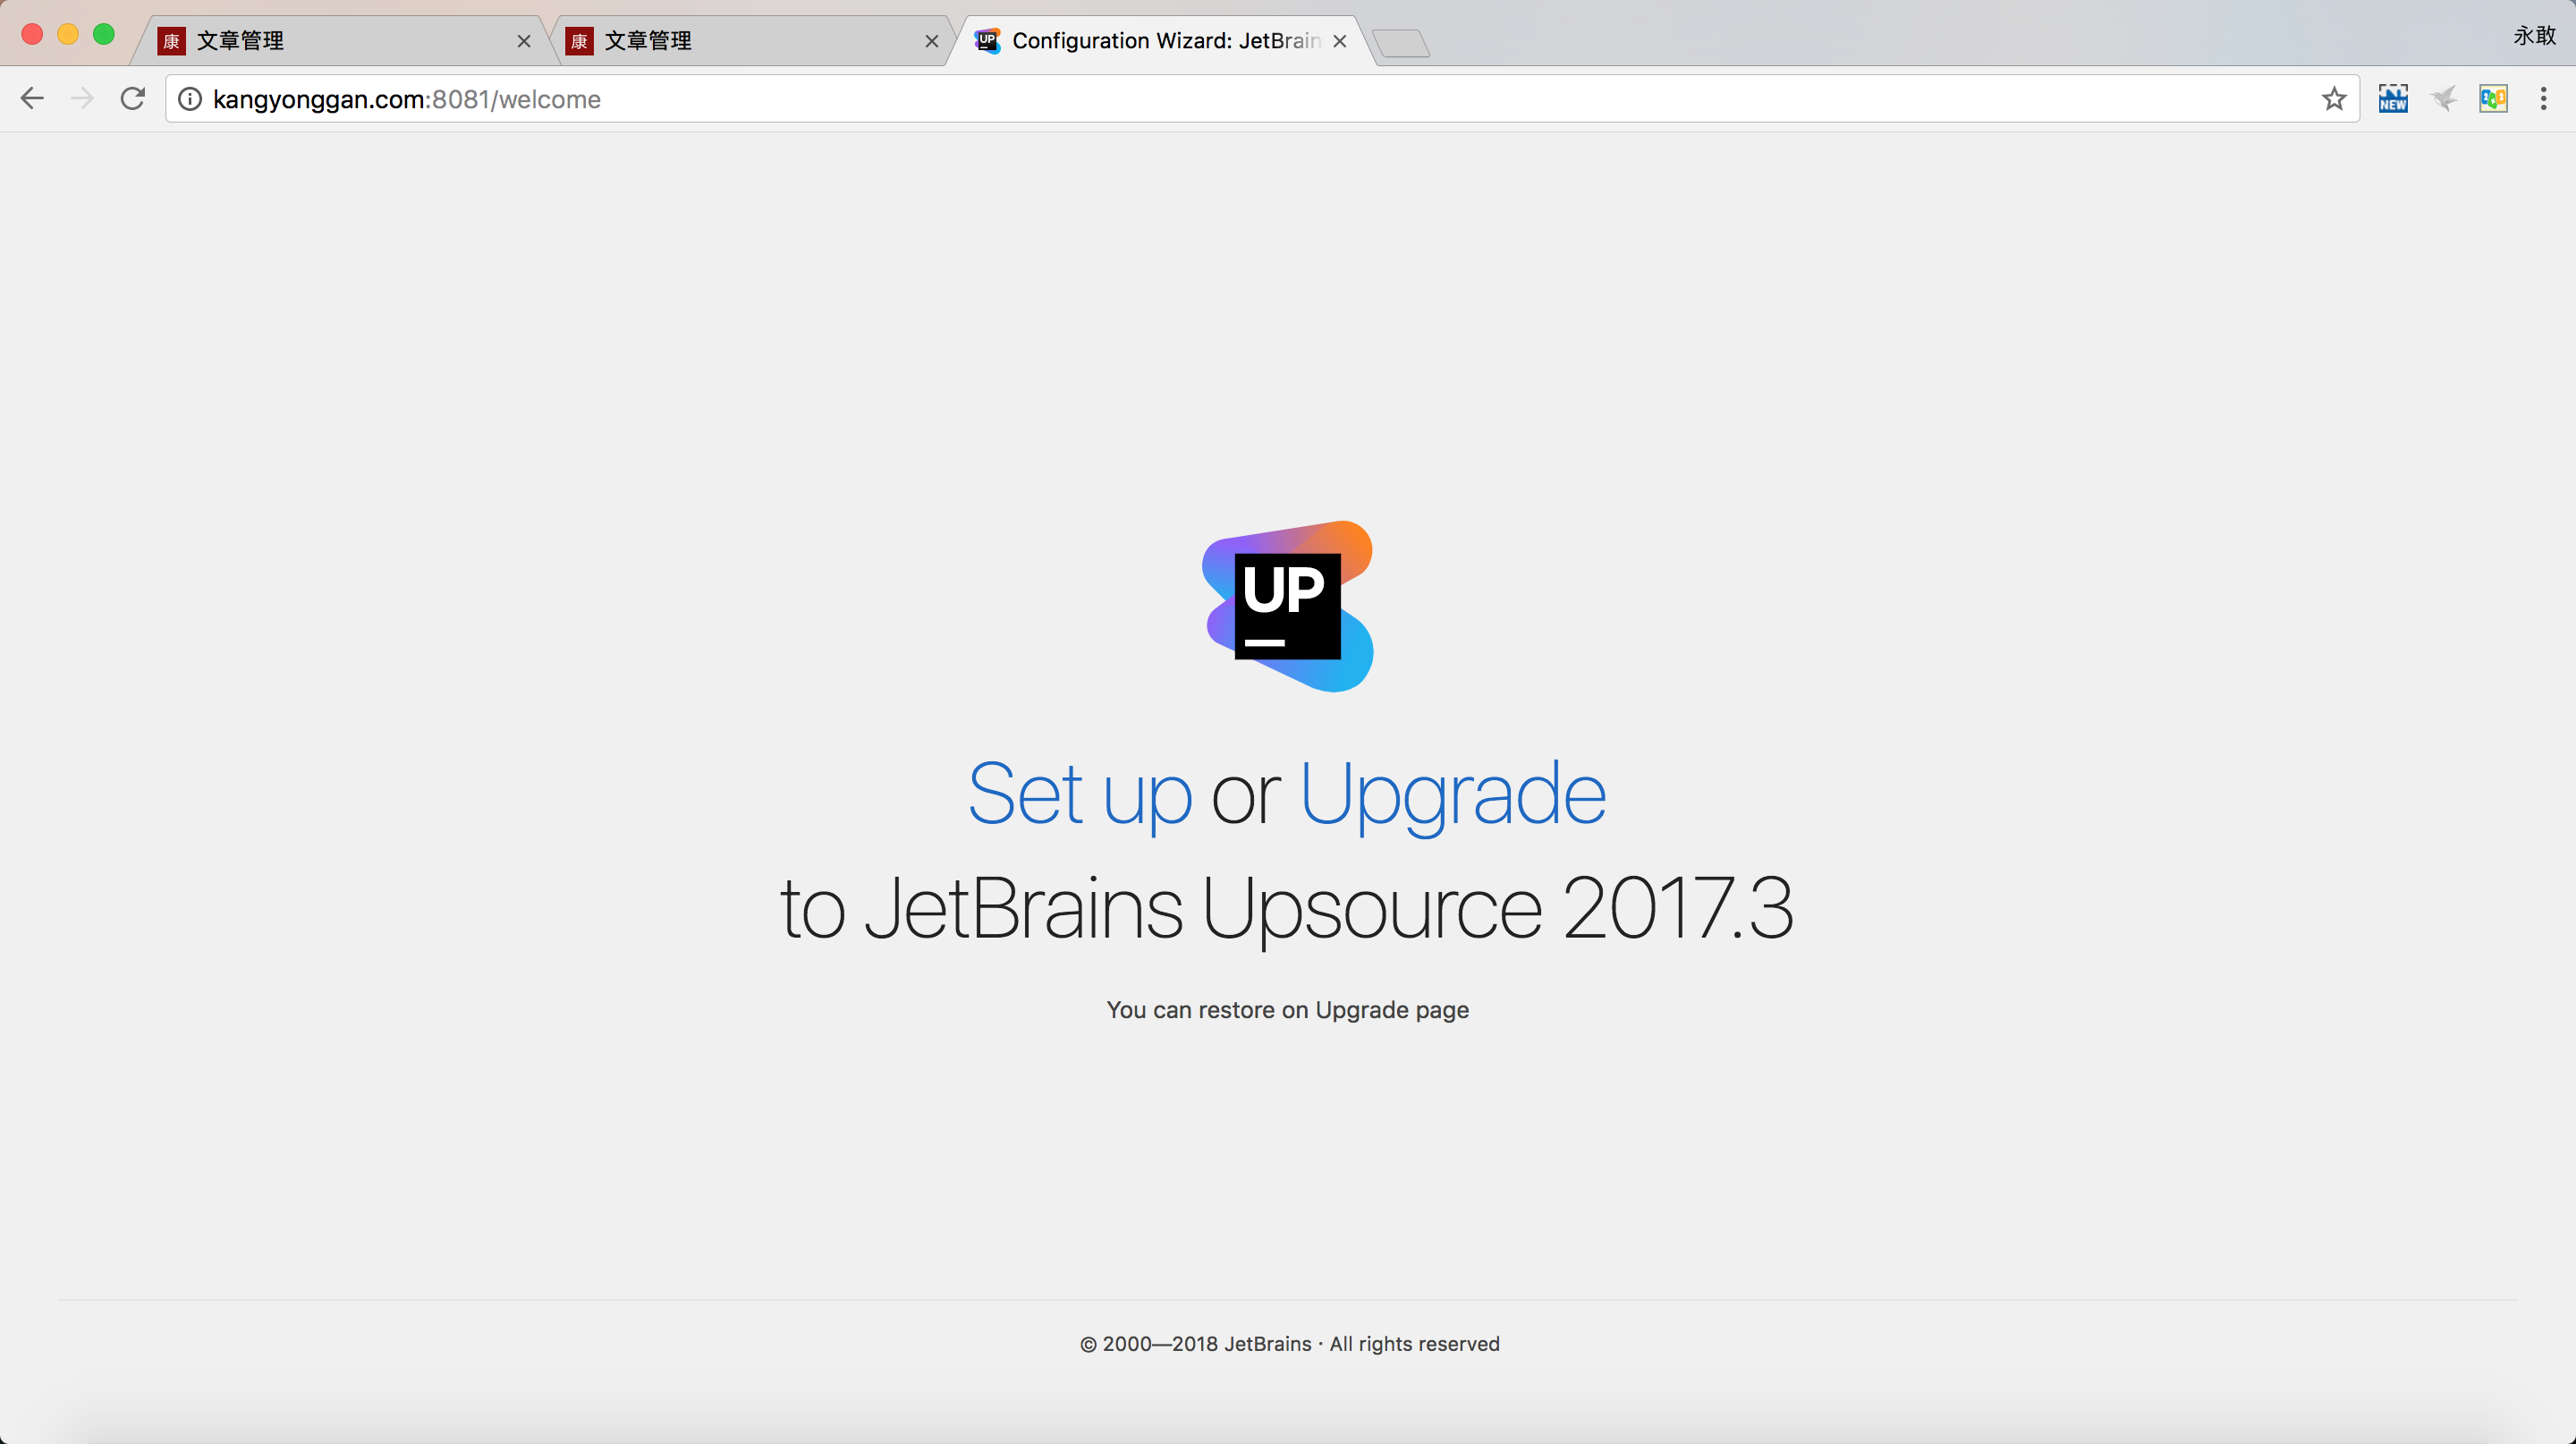 康 文章管理
康 文章管理
UP Configuration Wizard: JetBrain
永敢
kangyonggan.com:8081/welcome
NEW
UP
Set up or Upgrade
to JetBrains Upsource 2017.3
You can restore on Upgrade page
© 2000—2018 JetBrains · All rights reserved